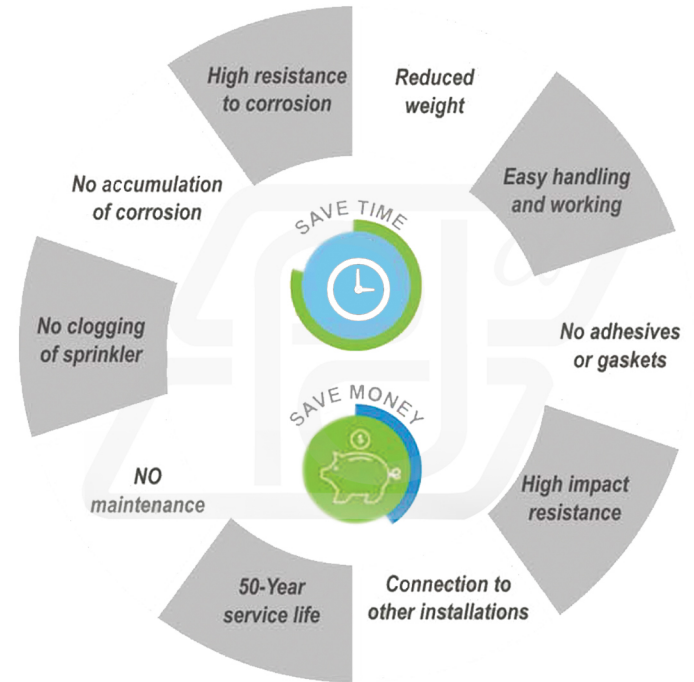 High resistance
to corrosion
Reduced
weight
Easy handling
and working
No adhesives
or gaskets
High impact
resistance
Connection to
other installations
50-Year
service life
NO
maintenance
No clogging
of sprinkler
No accumulation
of corrosion
SAVE TIME
SAVE MONEY
$